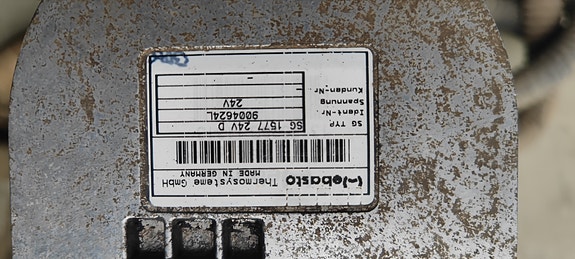 Webasto Thermosysteme GmbH
MADE IN GERMANY
SG TYP. SG 1577 24V D
Ident-Nr. 9004624L
Spannung 24V
Kunden-Nr. -
-